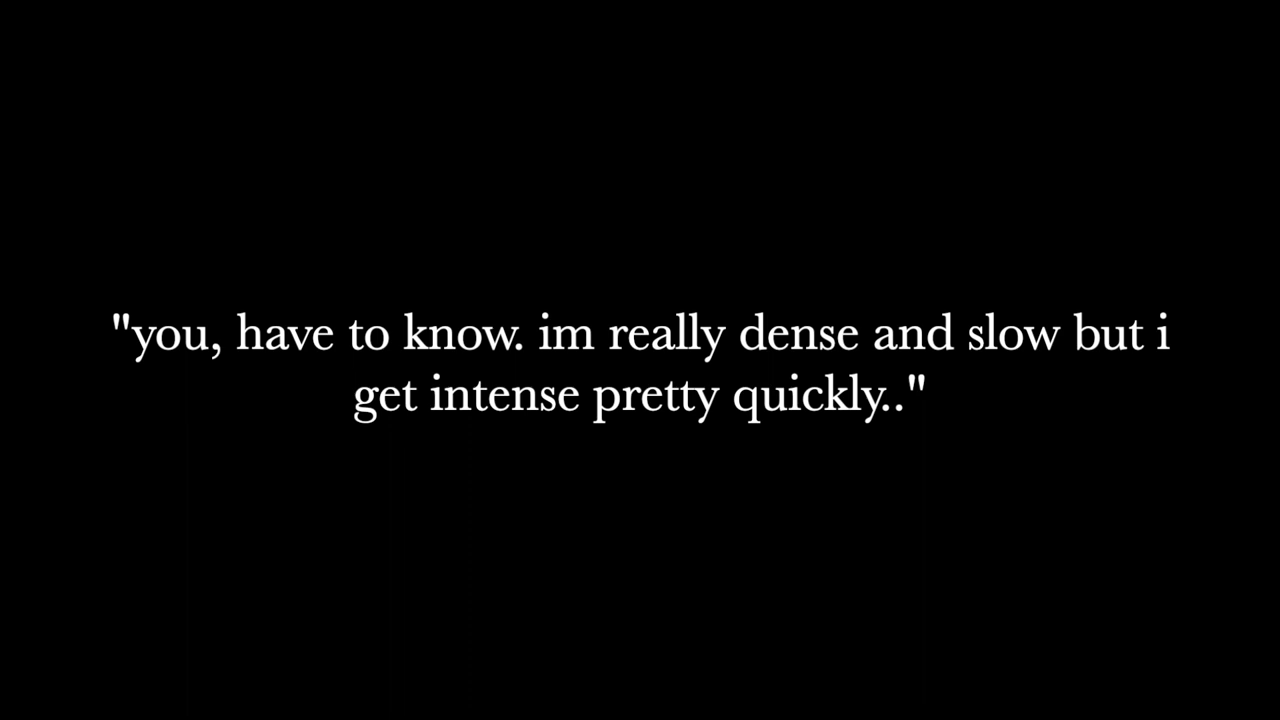 "you, have to know. im really dense and slow but i
get intense pretty quickly.."